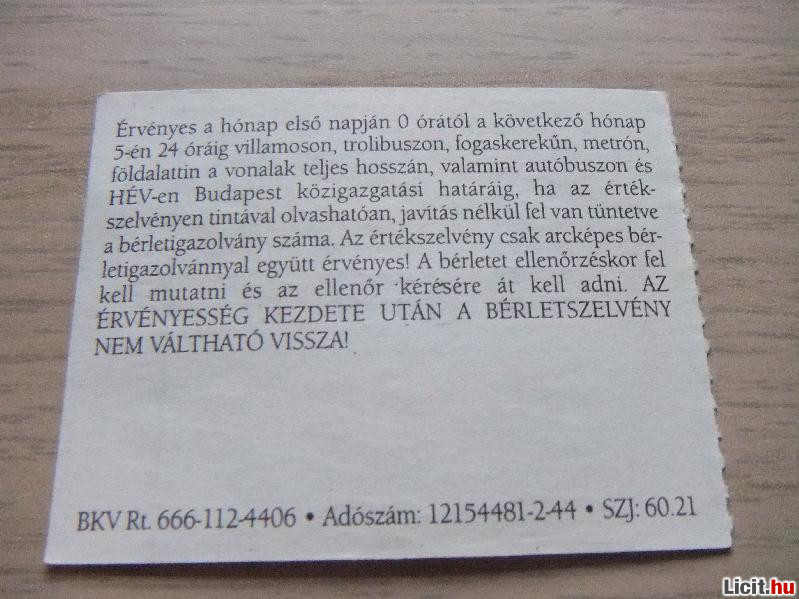 Érvényes a hónap első napján 0 órától a következő hónap
5-én 24 óráig villamoson, trolibuszon, fogaskerekűn, metrón,
földalattin a vonalak teljes hosszán, valamint autóbuszon és
HÉV-en Budapest közigazgatási határáig, ha az érték-
szelvényen tintával olvashatóan, javítás nélkül fel van tüntetve
a bérletigazolvány száma. Az értékszelvény csak arcképes bér-
letigazolvánnyal együtt érvényes! A bérletet ellenőrzéskor fel
kell mutatni és az ellenőr kérésére át kell adni. AZ
ÉRVÉNYESSÉG KEZDETE UTÁN A BÉRLETSZELVÉNY
NEM VÁLTHATÓ VISSZA!
BKV Rt. 666-112-4406 • Adószám: 12154481-2-44 • SZJ: 60.21
Licit.hu